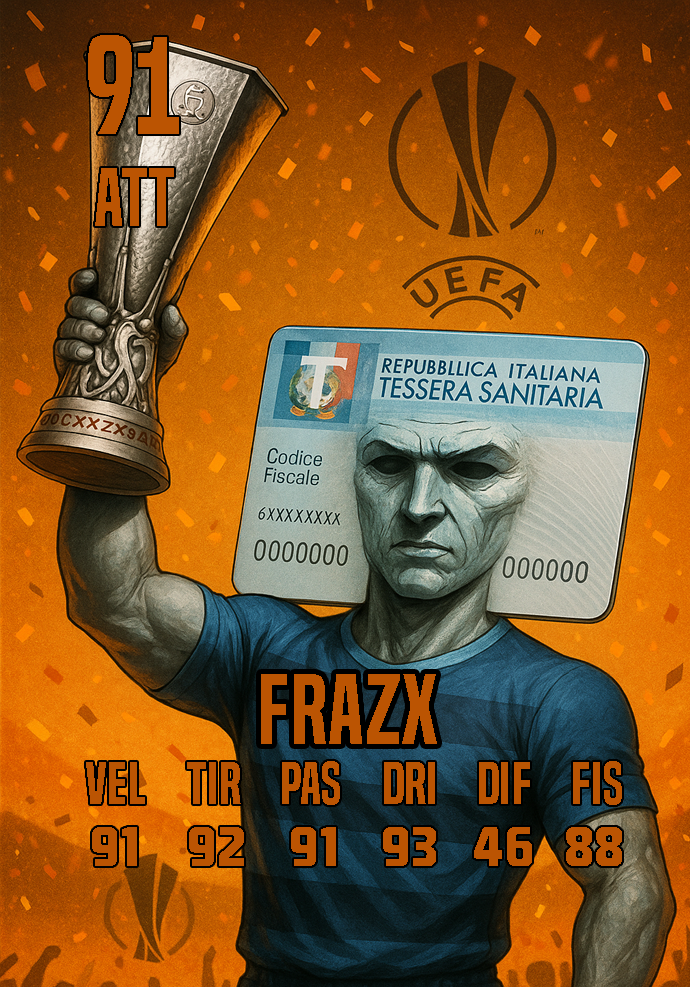 91
ATT
UEFA
T
REPUBBLLICA ITALIANA
TESSERA SANITARIA
Codice
Fiscale
6XXXXXXXX
0000000
000000
FRAZX
VEL TIR PAS DRI DIF FIS
91 92 91 93 46 88